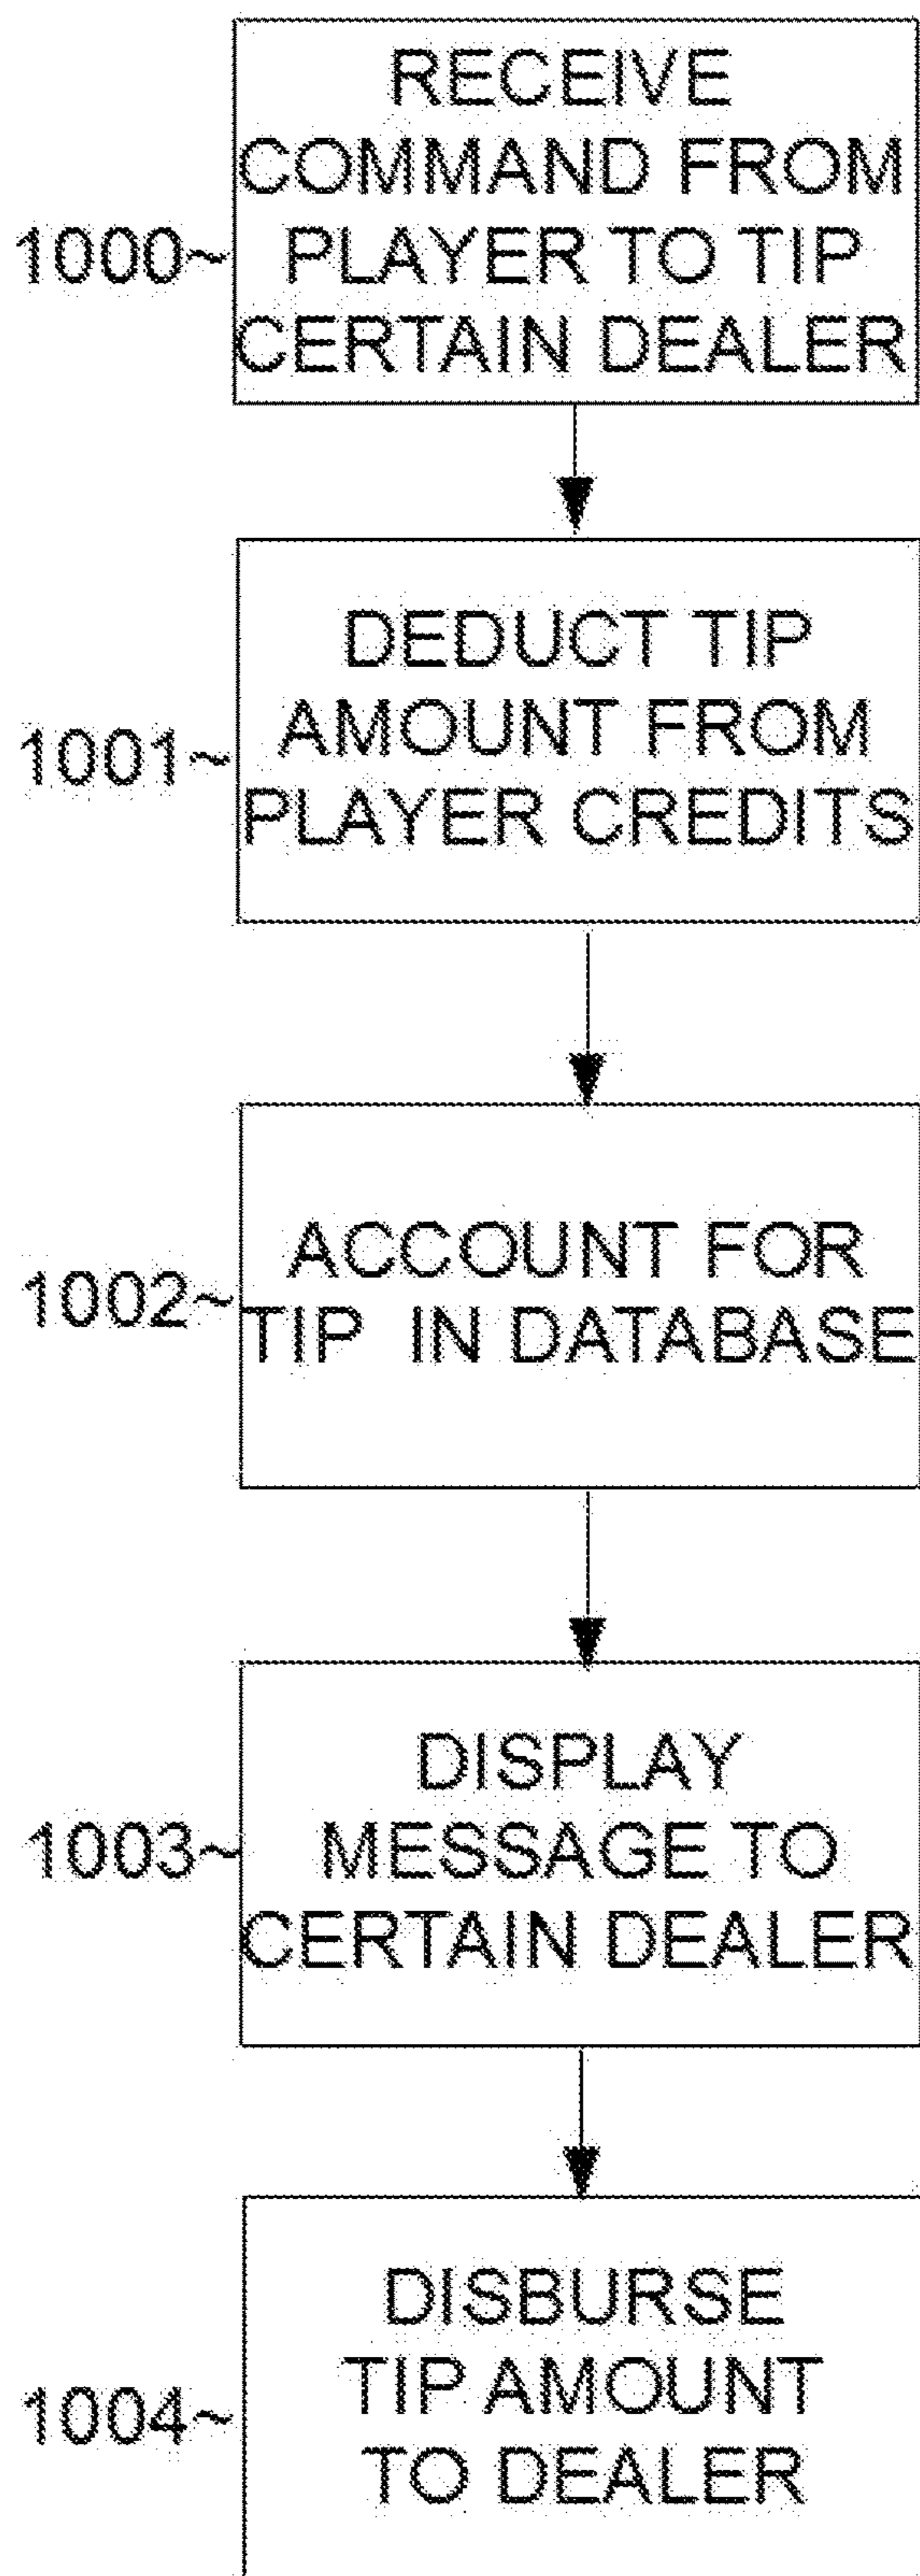 RECEIVE
COMMAND FROM
1000~ PLAYER TO TIP
CERTAIN DEALER
DEDUCT TIP
1001~ AMOUNT FROM
PLAYER CREDITS
ACCOUNT FOR
1002~ TIP IN DATABASE
DISPLAY
1003~ MESSAGE TO
CERTAIN DEALER
DISBURSE
1004~ TIP AMOUNT
TO DEALER